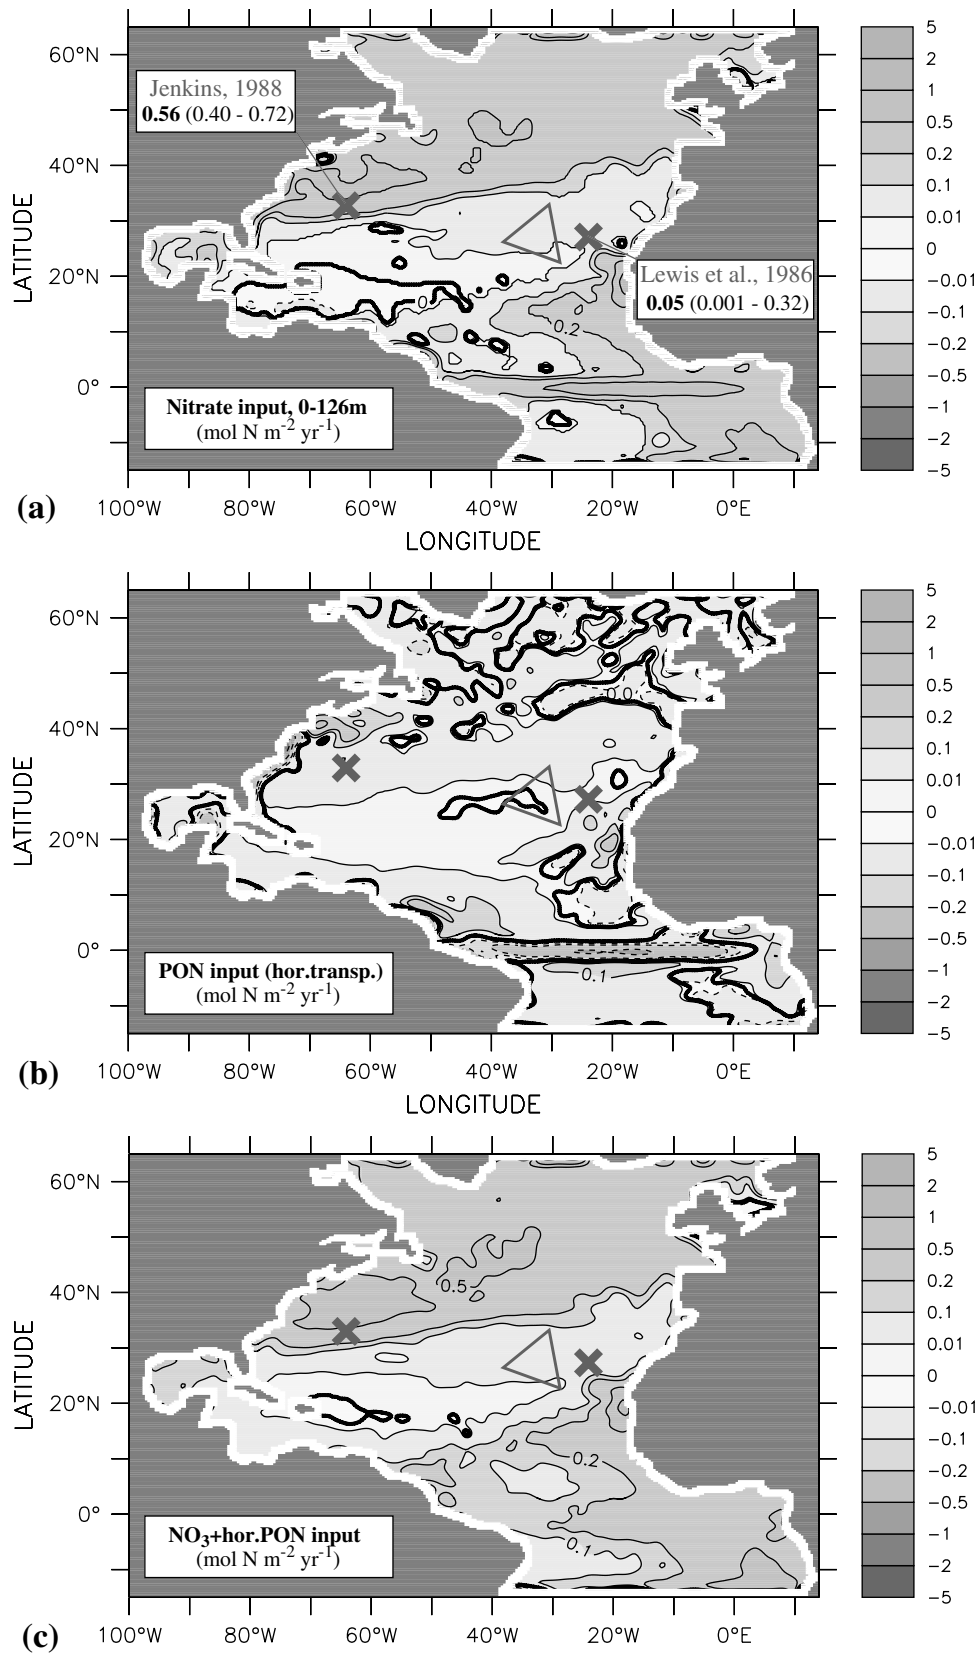 60°N
40°N
20°N
0°
LATITUDE
Jenkins, 1988
0.56 (0.40 - 0.72)
Lewis et al., 1986
0.05 (0.001 - 0.32)
0
0.2
Nitrate input, 0-126m
(mol N m-2 yr-1)
5
2
1
0.5
0.2
0.1
0.01
0
-0.01
-0.1
-0.2
-0.5
-1
-2
-5
(a)
100°W 80°W 60°W 40°W 20°W 0°E
LONGITUDE
60°N
40°N
20°N
0°
LATITUDE
0.0
0.1
PON input (hor.transp.)
(mol N m-2 yr-1)
5
2
1
0.5
0.2
0.1
0.01
0
-0.01
-0.1
-0.2
-0.5
-1
-2
-5
(b)
100°W 80°W 60°W 40°W 20°W 0°E
LONGITUDE
60°N
40°N
20°N
0°
LATITUDE
0.5
0.2
0.1
NO3+hor.PON input
(mol N m-2 yr-1)
5
2
1
0.5
0.2
0.1
0.01
0
-0.01
-0.1
-0.2
-0.5
-1
-2
-5
(c)
100°W 80°W 60°W 40°W 20°W 0°E